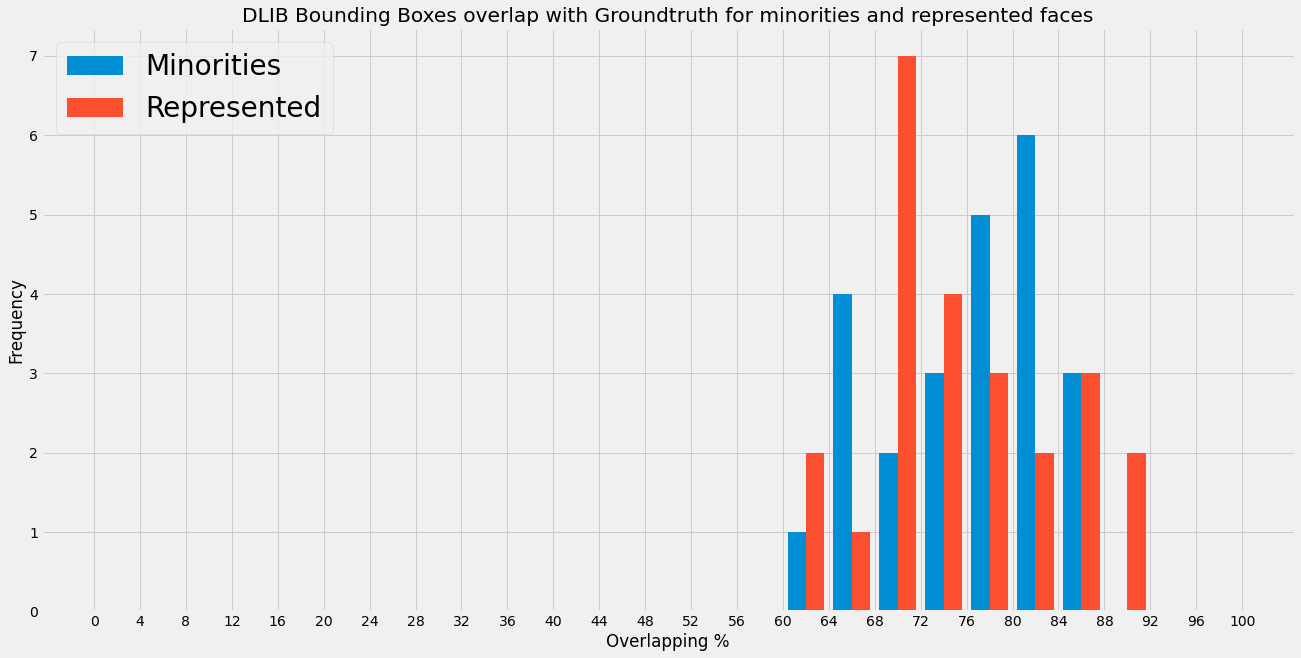 DLIB Bounding Boxes overlap with Groundtruth for minorities and represented faces
Minorities
Represented
7
6
5
4
3
2
1
0
Frequency
0 4 8 12 16 20 24 28 32 36 40 44 48 52 56 60 64 68 72 76 80 84 88 92 96 100
Overlapping %